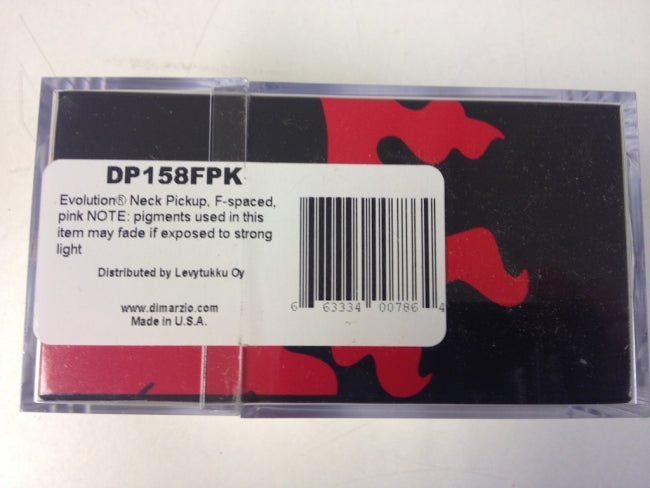 DP158FPK
Evolution® Neck Pickup, F-spaced,
pink NOTE: pigments used in this
item may fade if exposed to strong
light
Distributed by Levytukku Oy
www.dimarzio.com
Made in U.S.A.
6 63334 00786 4